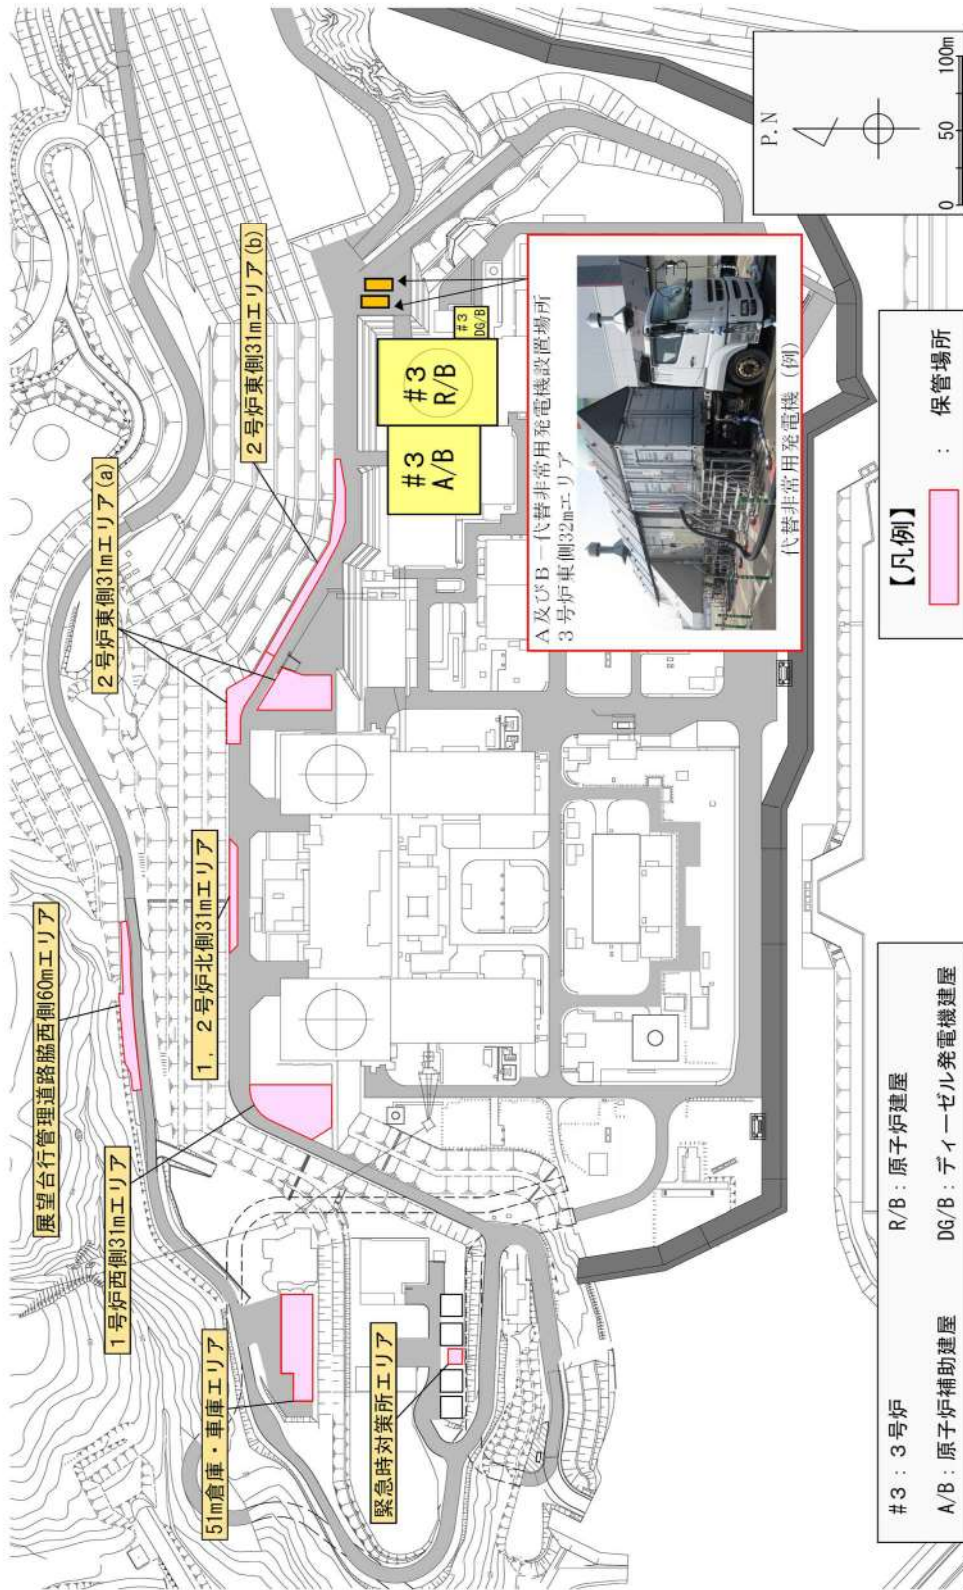 展望台行管理道路脇西側60mエリア
1号炉西側31mエリア
51m倉庫・車庫エリア
緊急時対策所エリア
1,2号炉北側31mエリア
2号炉東側31mエリア(a)
2号炉東側31mエリア(b)
#3
A/B
#3
R/B
#3
DG/B
A及びB-代替非常用発電機設置場所
3号炉東側32mエリア
代替非常用発電機(例)
P.N
0 50 100m
#3:3号炉 R/B:原子炉建屋
A/B:原子炉補助建屋 DG/B:ディーゼル発電機建屋
【凡例】
: 保管場所